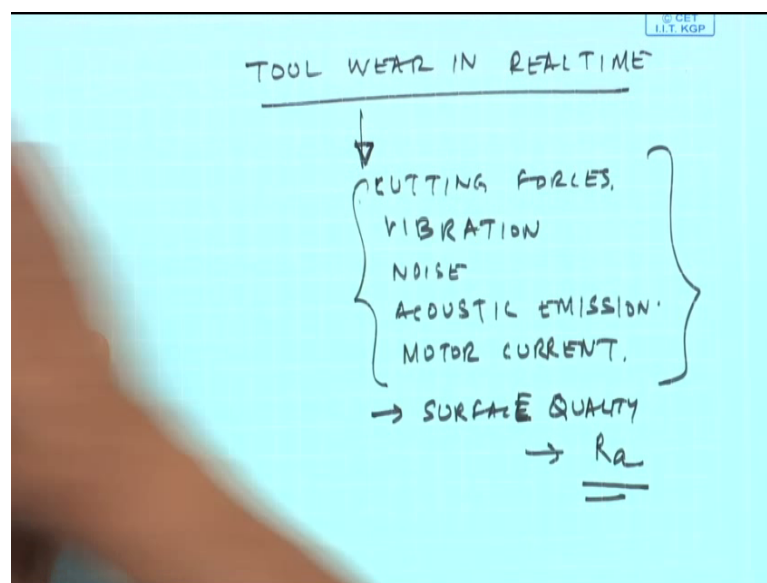 © CET
I.I.T. KGP
TOOL WEAR IN REALTIME
CUTTING FORCES.
VIBRATION
NOISE
ACOUSTIC EMISSION.
MOTOR CURRENT.
→ SURFACE QUALITY
→ Ra